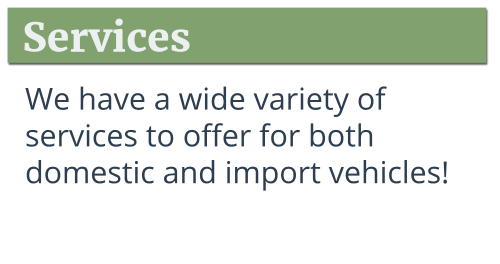 Services
We have a wide variety of
services to offer for both
domestic and import vehicles!